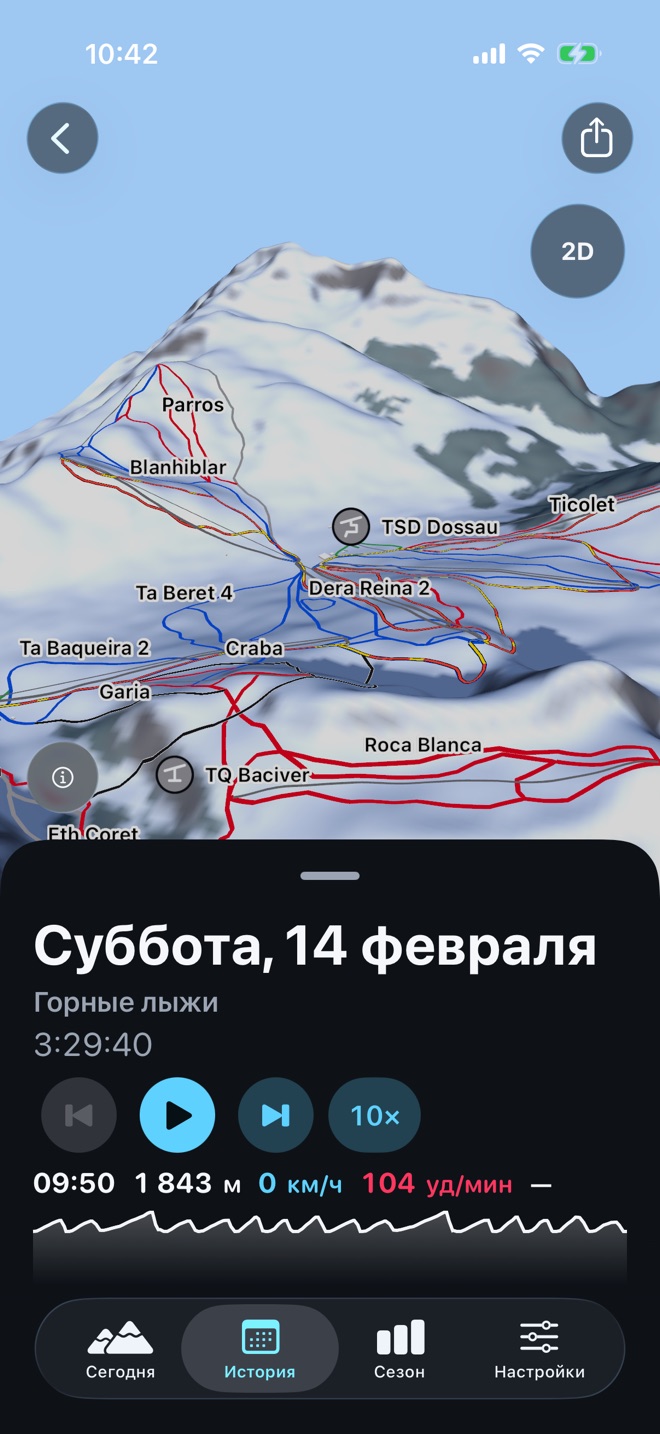 10:42
2D
Parros
Blanhiblar
Ticolet
TSD Dossau
Ta Beret 4
Dera Reina 2
Ta Baqueira 2
Craba
Garia
Roca Blanca
TQ Baciver
Eth Coret
Суббота, 14 февраля
Горные лыжи
3:29:40
10×
09:50 1 843 м 0 км/ч 104 уд/мин —
Сегодня История Сезон Настройки